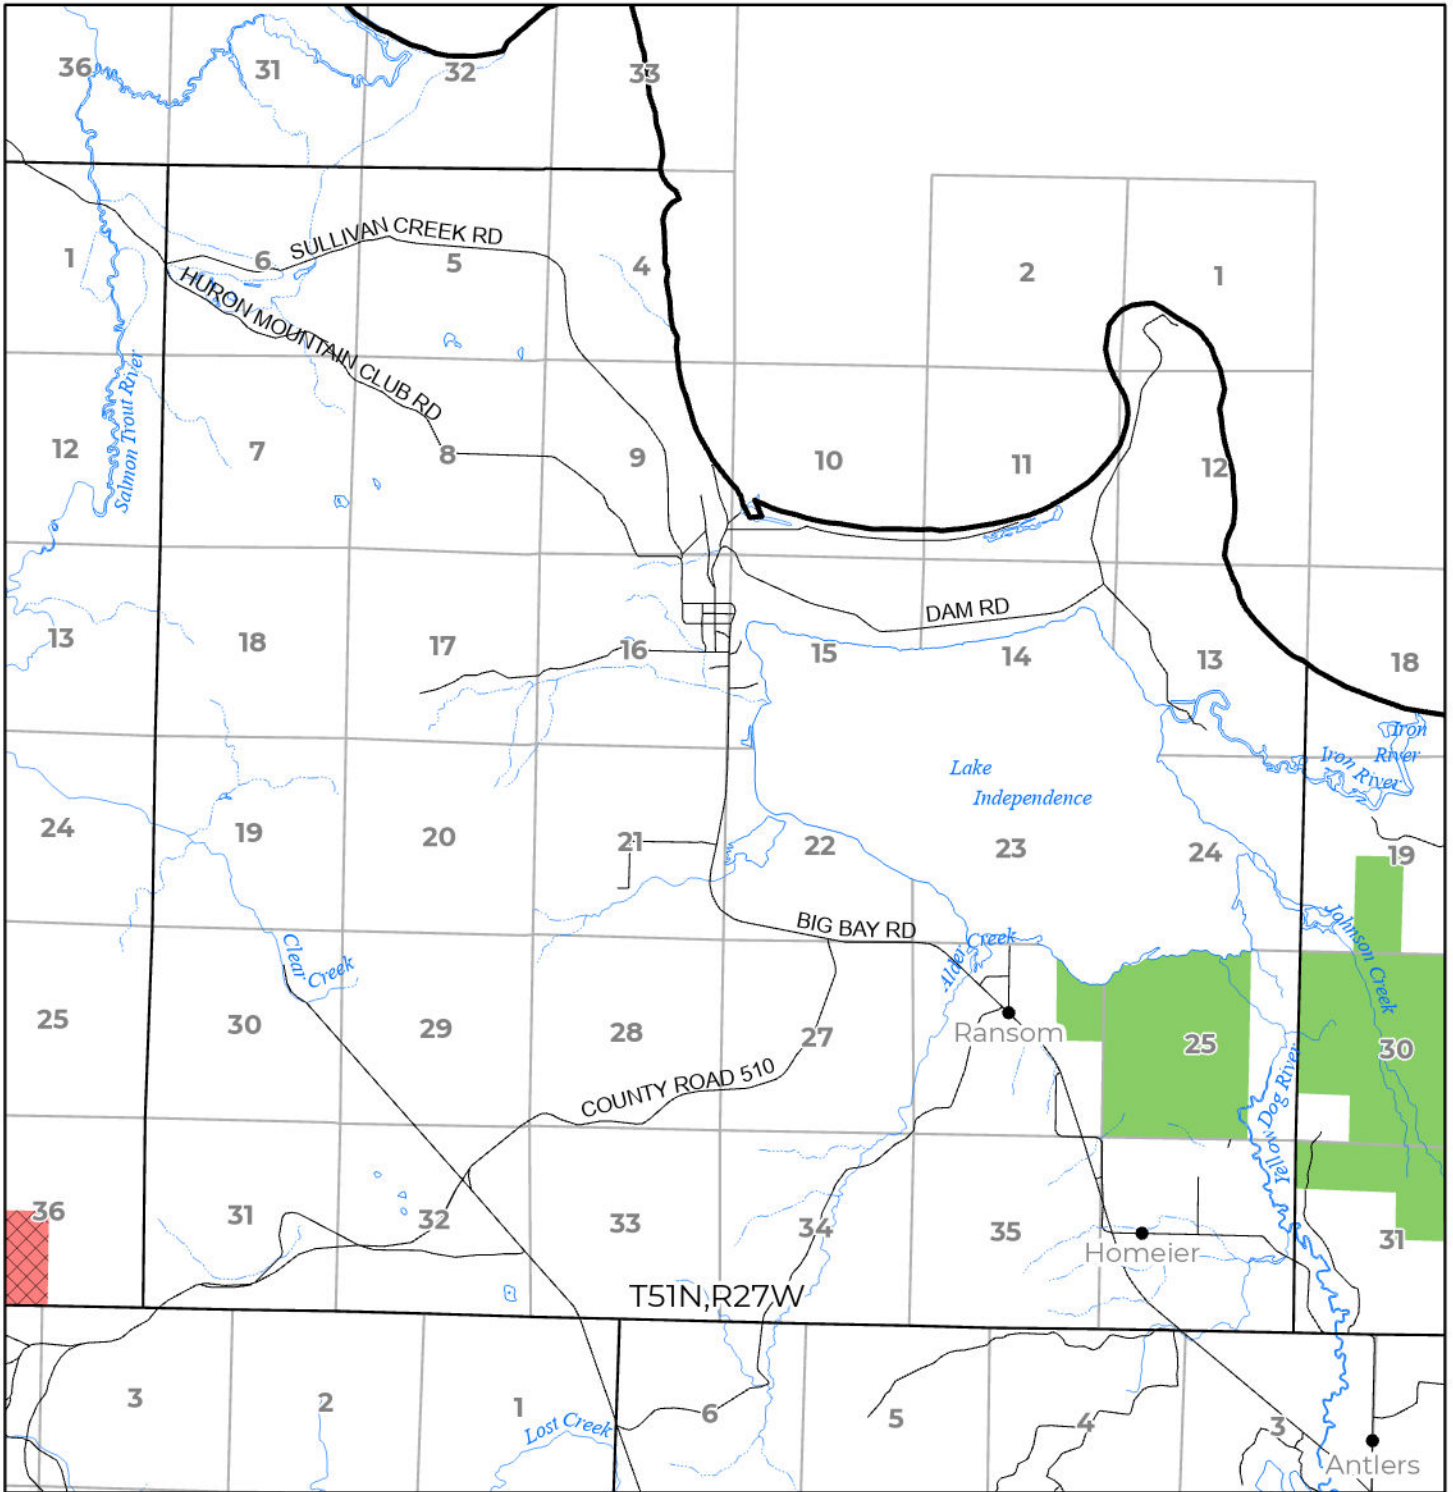 36
31
32
33
SULLIVAN CREEK RD
1
6
5
4
2
1
HURON MOUNTAIN CLUB RD
Salmon Trout River
12
7
8
9
10
11
12
DAM RD
13
18
17
16
15
14
13
18
Iron
River
Iron River
Lake
Independence
24
19
20
21
22
23
24
19
BIG BAY RD
Alder Creek
Clear
Creek
Johnson Creek
25
30
29
28
27
Ransom
25
30
COUNTY ROAD 510
Yellow Dog River
36
31
32
33
34
35
Homeier
31
T51N,R27W
3
2
1
Lost Creek
6
5
4
3
Antlers